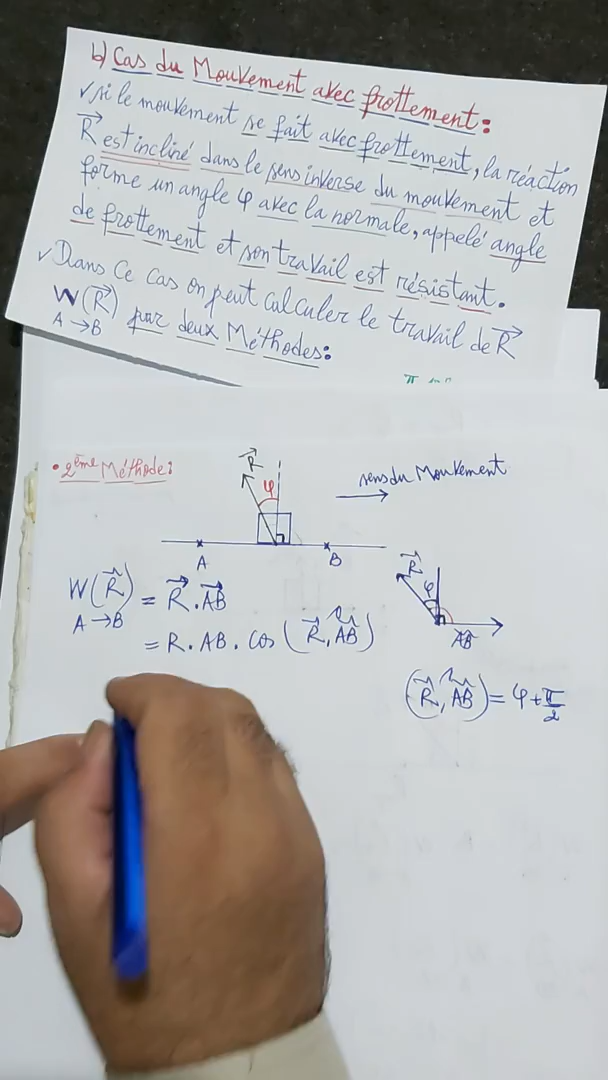 b) Cas du Mouvement avec frottement:
✓si le mouvement se fait avec frottement, la réaction
R⃗ est incliné dans le sens inverse du mouvement et
forme un angle φ avec la normale, appelé angle
de frottement et son travail est résistant.
✓Dans ce cas on peut calculer le travail de R⃗
W(R⃗) par deux Méthodes:
A→B
• 2ème Méthode:
R⃗
φ
sens du Mouvement
A
B
W(R⃗) = R⃗ . AB⃗
A→B
= R . AB . cos (R⃗, AB⃗)
R⃗
φ
AB⃗
(R⃗, AB⃗) = φ + π/2